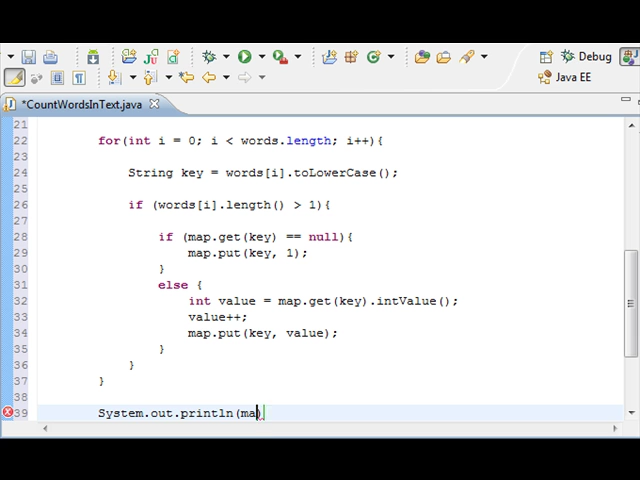 Debug
Java EE
*CountWordsInText.java
21
22 for(int i = 0; i < words.length; i++){
23
24 String key = words[i].toLowerCase();
25
26 if (words[i].length() > 1){
27
28 if (map.get(key) == null){
29 map.put(key, 1);
30 }
31 else {
32 int value = map.get(key).intValue();
33 value++;
34 map.put(key, value);
35 }
36 }
37 }
38
39 System.out.println(ma)